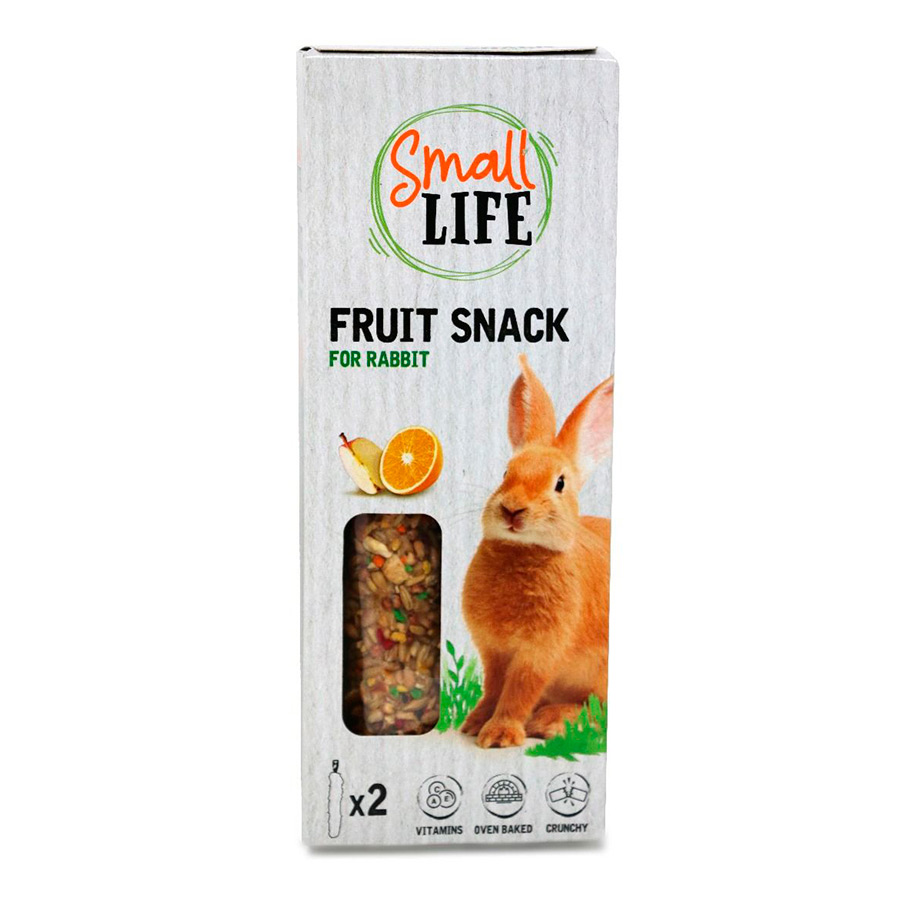 Small
LIFE
FRUIT SNACK
FOR RABBIT
x2
C
A E
VITAMINS
OVEN BAKED
CRUNCHY